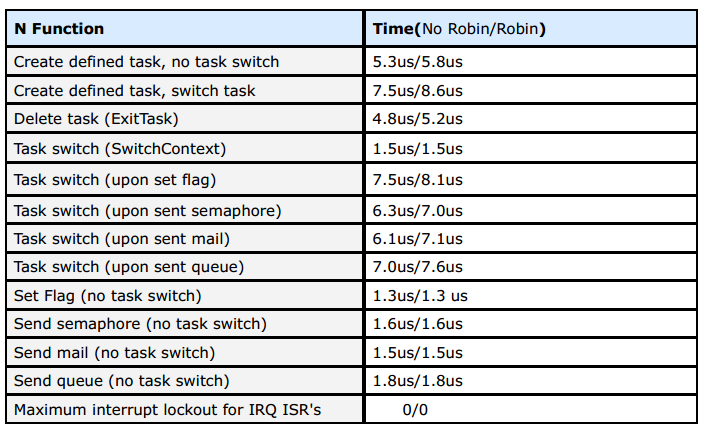 N Function Time(No Robin/Robin)
Create defined task, no task switch 5.3us/5.8us
Create defined task, switch task 7.5us/8.6us
Delete task (ExitTask) 4.8us/5.2us
Task switch (SwitchContext) 1.5us/1.5us
Task switch (upon set flag) 7.5us/8.1us
Task switch (upon sent semaphore) 6.3us/7.0us
Task switch (upon sent mail) 6.1us/7.1us
Task switch (upon sent queue) 7.0us/7.6us
Set Flag (no task switch) 1.3us/1.3 us
Send semaphore (no task switch) 1.6us/1.6us
Send mail (no task switch) 1.5us/1.5us
Send queue (no task switch) 1.8us/1.8us
Maximum interrupt lockout for IRQ ISR's 0/0